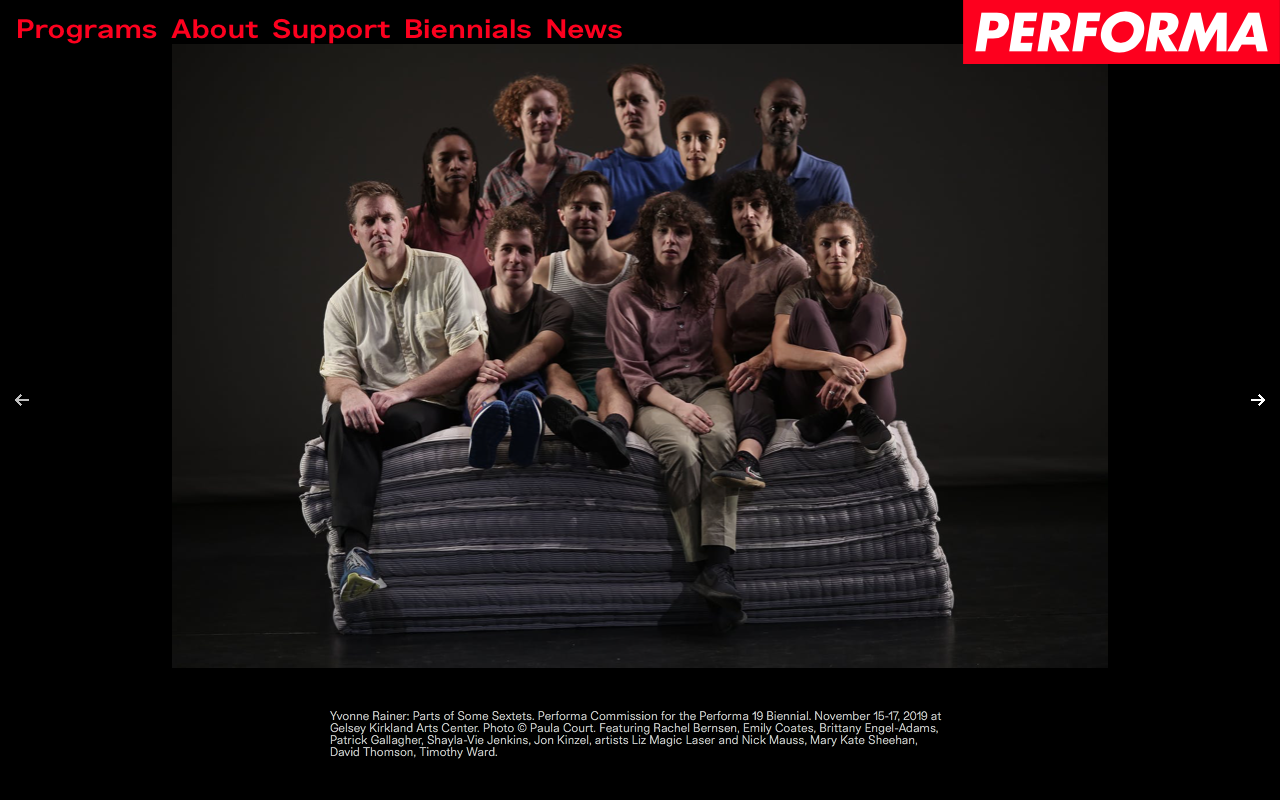 Programs About Support Biennials News
PERFORMA
Yvonne Rainer: Parts of Some Sextets. Performa Commission for the Performa 19 Biennial. November 15-17, 2019 at
Gelsey Kirkland Arts Center. Photo © Paula Court. Featuring Rachel Bernsen, Emily Coates, Brittany Engel-Adams,
Patrick Gallagher, Shayla-Vie Jenkins, Jon Kinzel, artists Liz Magic Laser and Nick Mauss, Mary Kate Sheehan,
David Thomson, Timothy Ward.